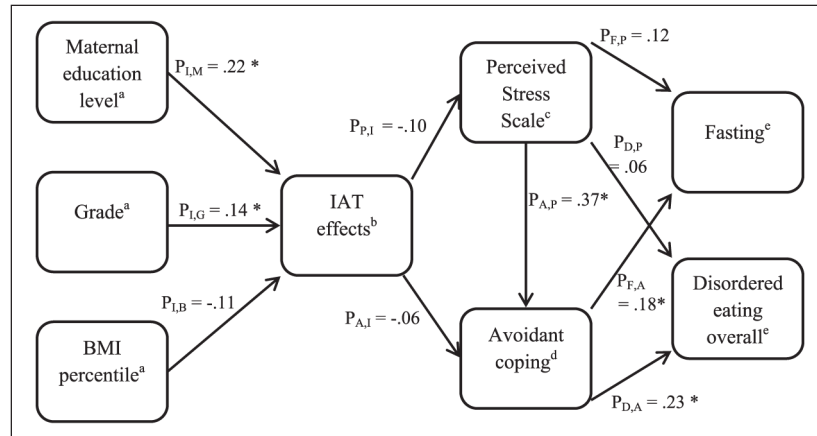 Maternal
education
level^a
P_I,M = .22 *
Grade^a
P_I,G = .14 *
BMI
percentile^a
P_I,B = -.11
IAT
effects^b
P_P,I = -.10
P_A,I = -.06
Perceived
Stress
Scale^c
P_A,P = .37*
Avoidant
coping^d
P_F,P = .12
P_D,P
= .06
P_F,A
= .18*
P_D,A = .23 *
Fasting^e
Disordered
eating
overall^e